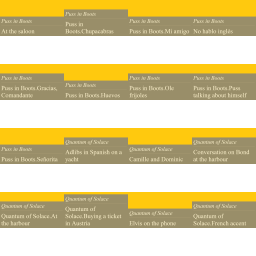 Puss in Boots
At the saloon
Puss in Boots
Puss in
Boots.Chupacabras
Puss in Boots
Puss in Boots.Mi amigo
Puss in Boots
No hablo inglés
Puss in Boots
Puss in Boots.Gracias,
Comandante
Puss in Boots
Puss in Boots.Huevos
Puss in Boots
Puss in Boots.Ole
frijoles
Puss in Boots
Puss in Boots.Puss
talking about himself
Puss in Boots
Puss in Boots.Señorita
Quantum of Solace
Adlibs in Spanish on a
yacht
Quantum of Solace
Camille and Dominic
Quantum of Solace
Conversation on Bond
at the harbour
Quantum of Solace
Quantum of Solace.At
the harbour
Quantum of Solace
Quantum of
Solace.Buying a ticket
in Austria
Quantum of Solace
Elvis on the phone
Quantum of Solace
Quantum of
Solace.French accent